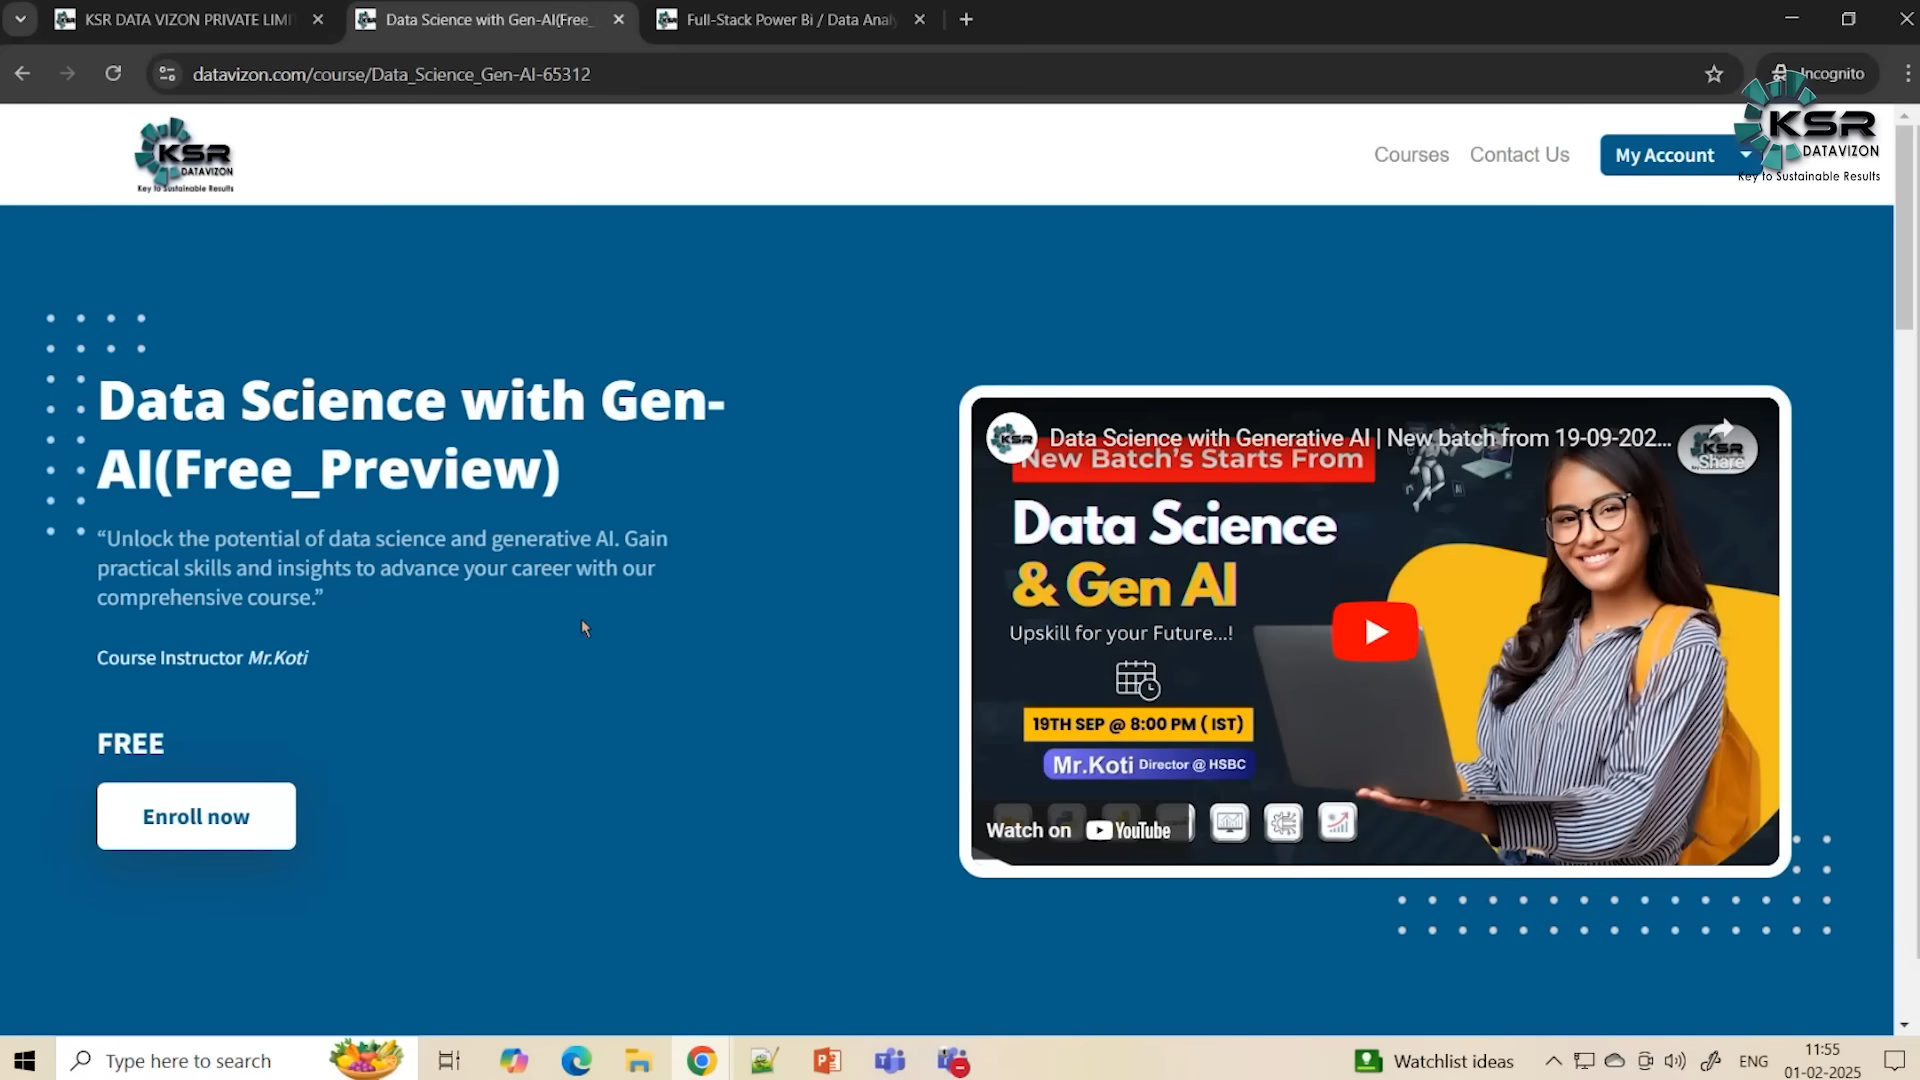 KSR DATA VIZON PRIVATE LIMI
Data Science with Gen-AI(Free_
Full-Stack Power Bi / Data Anal
datavizon.com/course/Data_Science_Gen-AI-65312
Incognito
KSR
DATAVIZON
Key to Sustainable Results
Courses
Contact Us
My Account
KSR
DATAVIZON
Key to Sustainable Results
Data Science with Gen-
AI(Free_Preview)
“Unlock the potential of data science and generative AI. Gain
practical skills and insights to advance your career with our
comprehensive course.”
Course Instructor Mr.Koti
FREE
Enroll now
KSR
Data Science with Generative AI | New batch from 19-09-202...
KSR
Share
New Batch's Starts From
Data Science
& Gen AI
Upskill for your Future...!
19TH SEP @ 8:00 PM ( IST)
Mr.Koti Director @ HSBC
Watch on YouTube
Type here to search
Watchlist ideas
ENG
11:55
01-02-2025